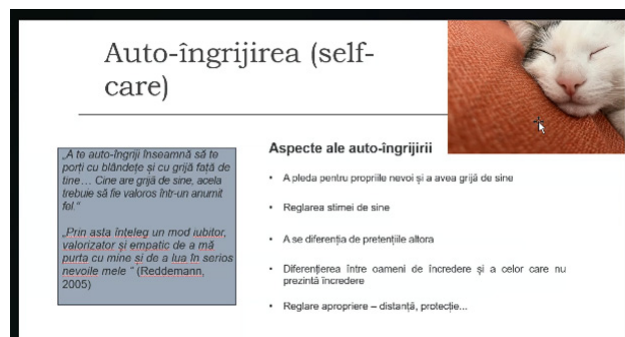 Auto-îngrijirea (self-
care)
„A te auto-îngriji înseamnă să te
porți cu blândețe și cu grijă față de
tine… Cine are grijă de sine, acela
trebuie să fie valoros într-un anumit
fel.“
„Prin asta înțeleg un mod iubitor,
valorizator și empatic de a mă
purta cu mine și de a lua în serios
nevoile mele “ (Reddemann,
2005)
Aspecte ale auto-îngrijirii
• A pleda pentru propriile nevoi și a avea grijă de sine
• Reglarea stimei de sine
• A se diferenția de pretențiile altora
• Diferențierea între oameni de încredere și a celor care nu
prezintă încredere
• Reglare apropriere – distanță, protecție...